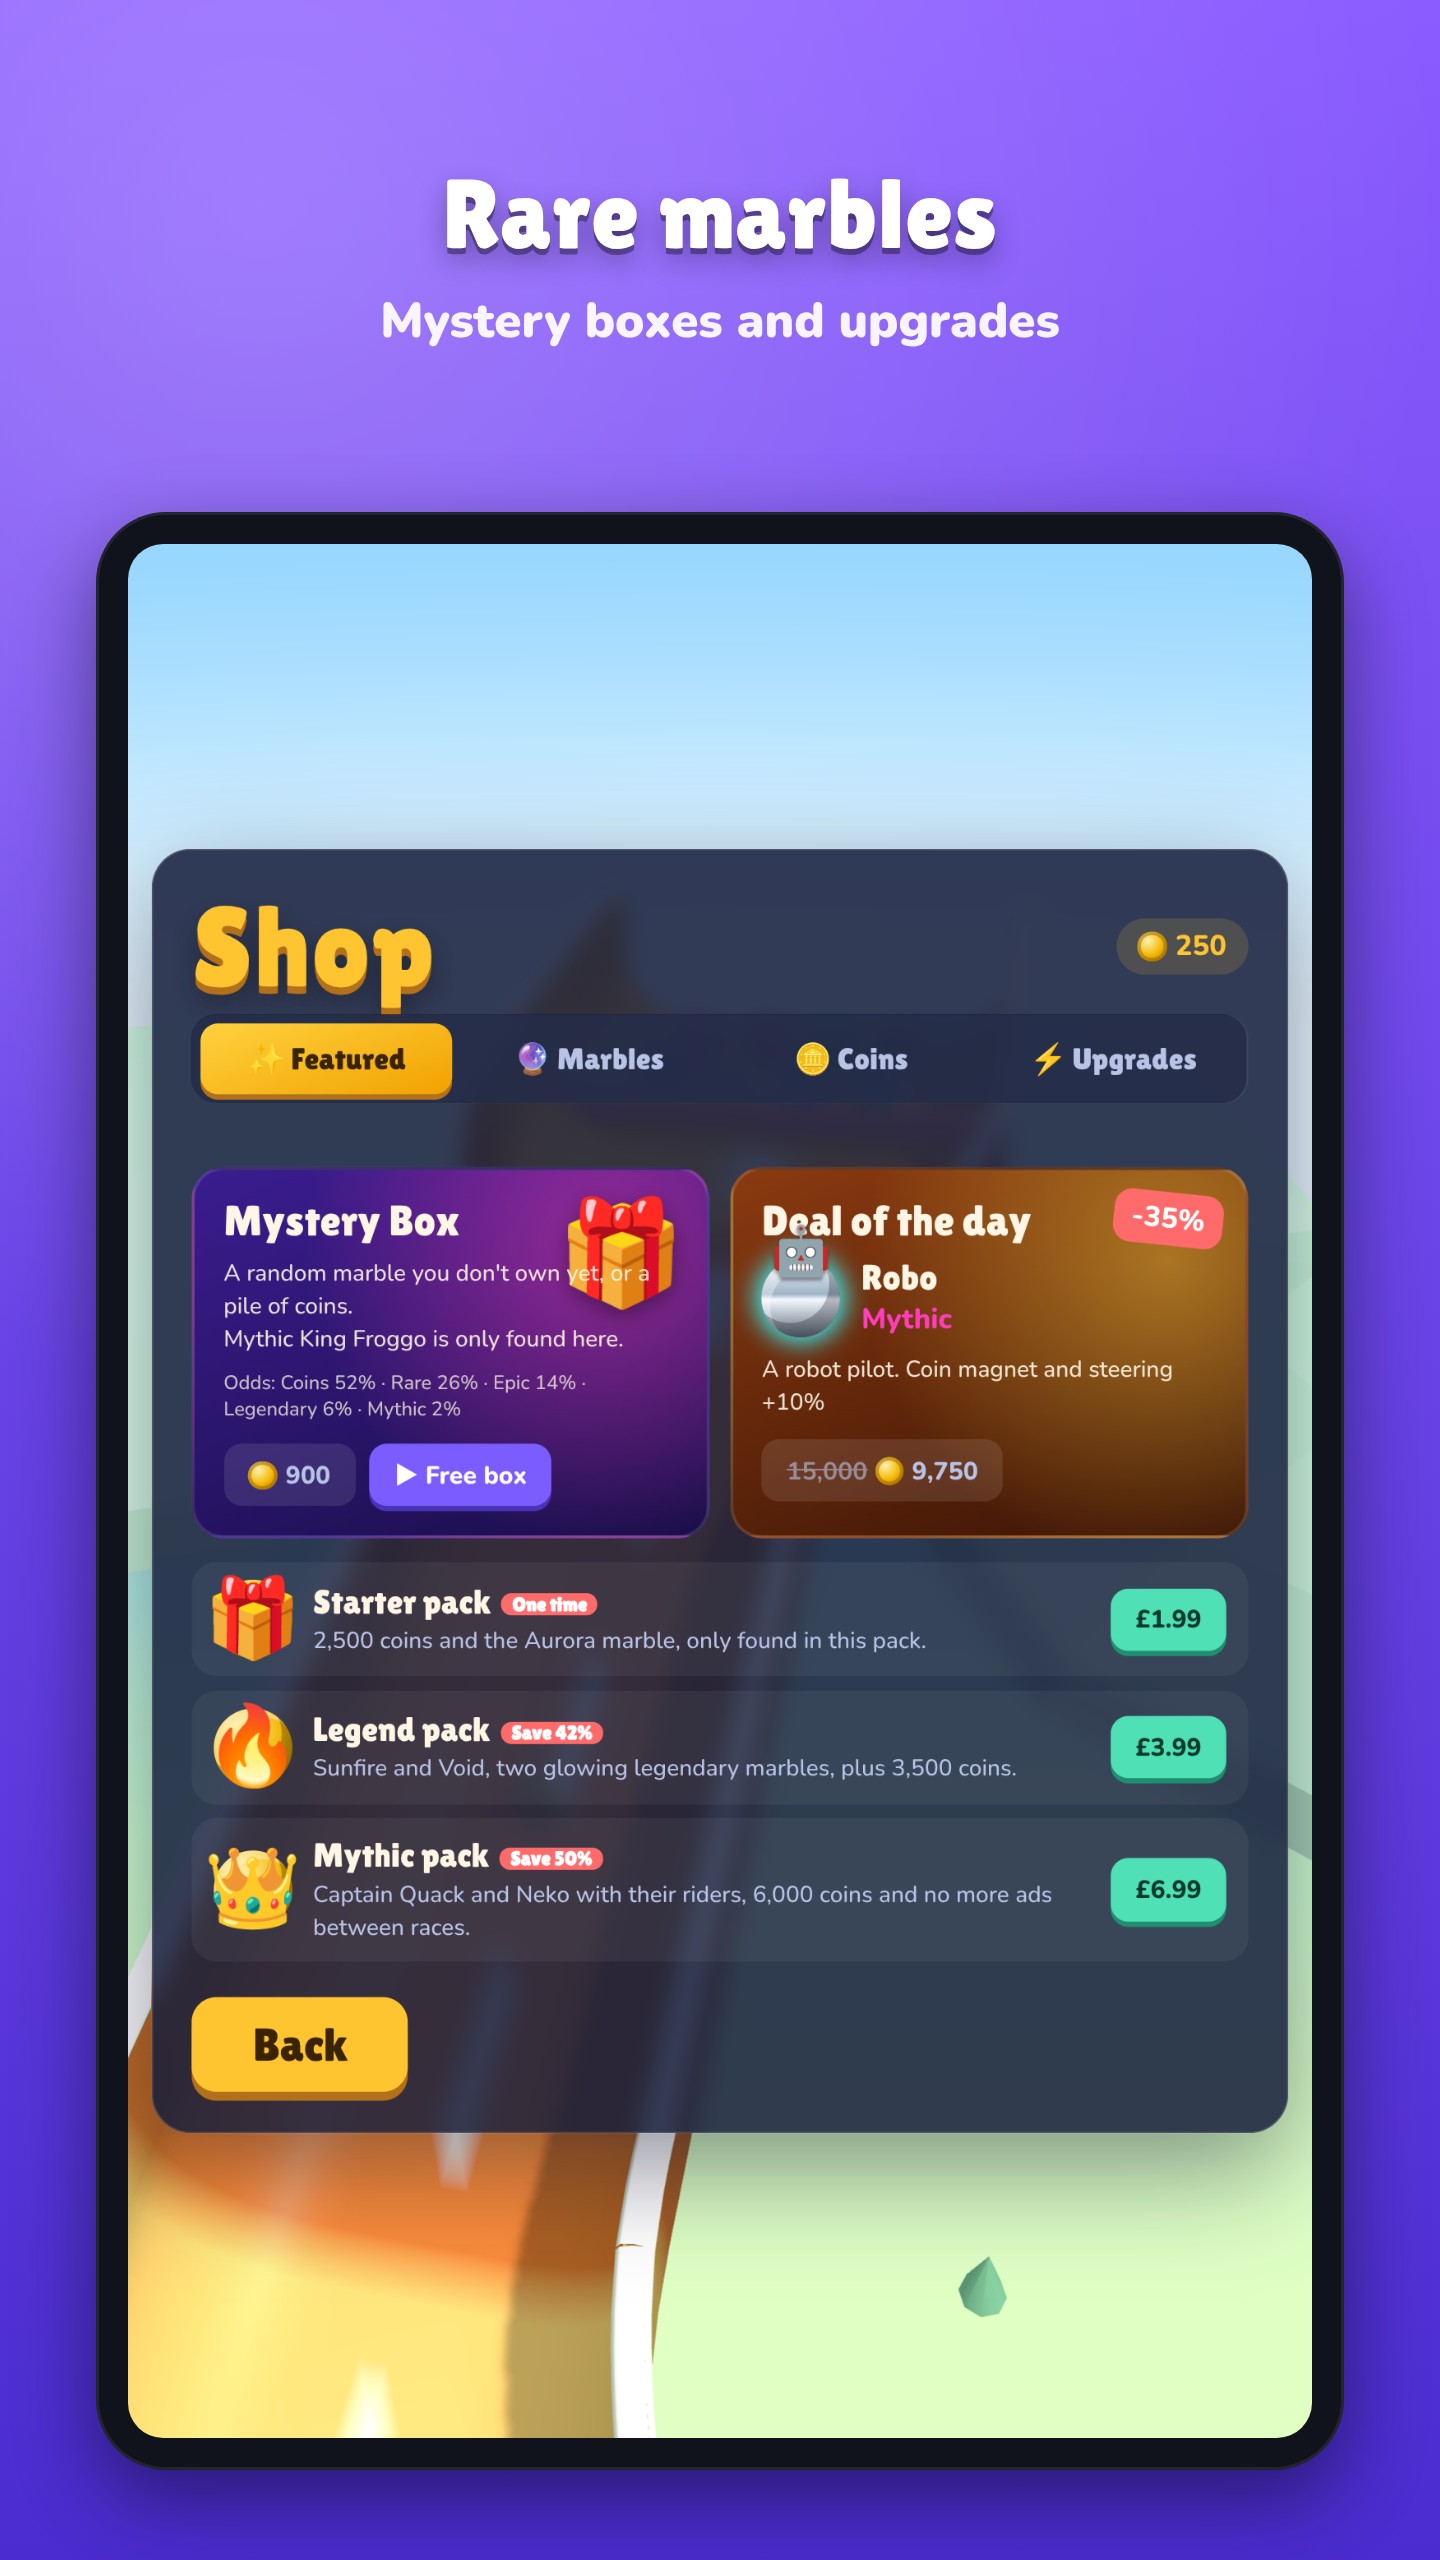 Rare marbles
Mystery boxes and upgrades
Shop
250
Featured
Marbles
Coins
Upgrades
Mystery Box
A random marble you don't own yet, or a
pile of coins.
Mythic King Froggo is only found here.
Odds: Coins 52% · Rare 26% · Epic 14% ·
Legendary 6% · Mythic 2%
900
Free box
Deal of the day
-35%
Robo
Mythic
A robot pilot. Coin magnet and steering
+10%
15,000 9,750
Starter pack One time
2,500 coins and the Aurora marble, only found in this pack.
£1.99
Legend pack Save 42%
Sunfire and Void, two glowing legendary marbles, plus 3,500 coins.
£3.99
Mythic pack Save 50%
Captain Quack and Neko with their riders, 6,000 coins and no more ads
between races.
£6.99
Back